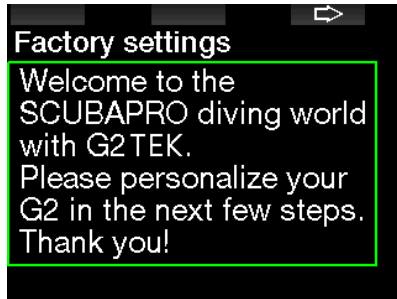 Factory settings
Welcome to the
SCUBAPRO diving world
with G2TEK.
Please personalize your
G2 in the next few steps.
Thank you!